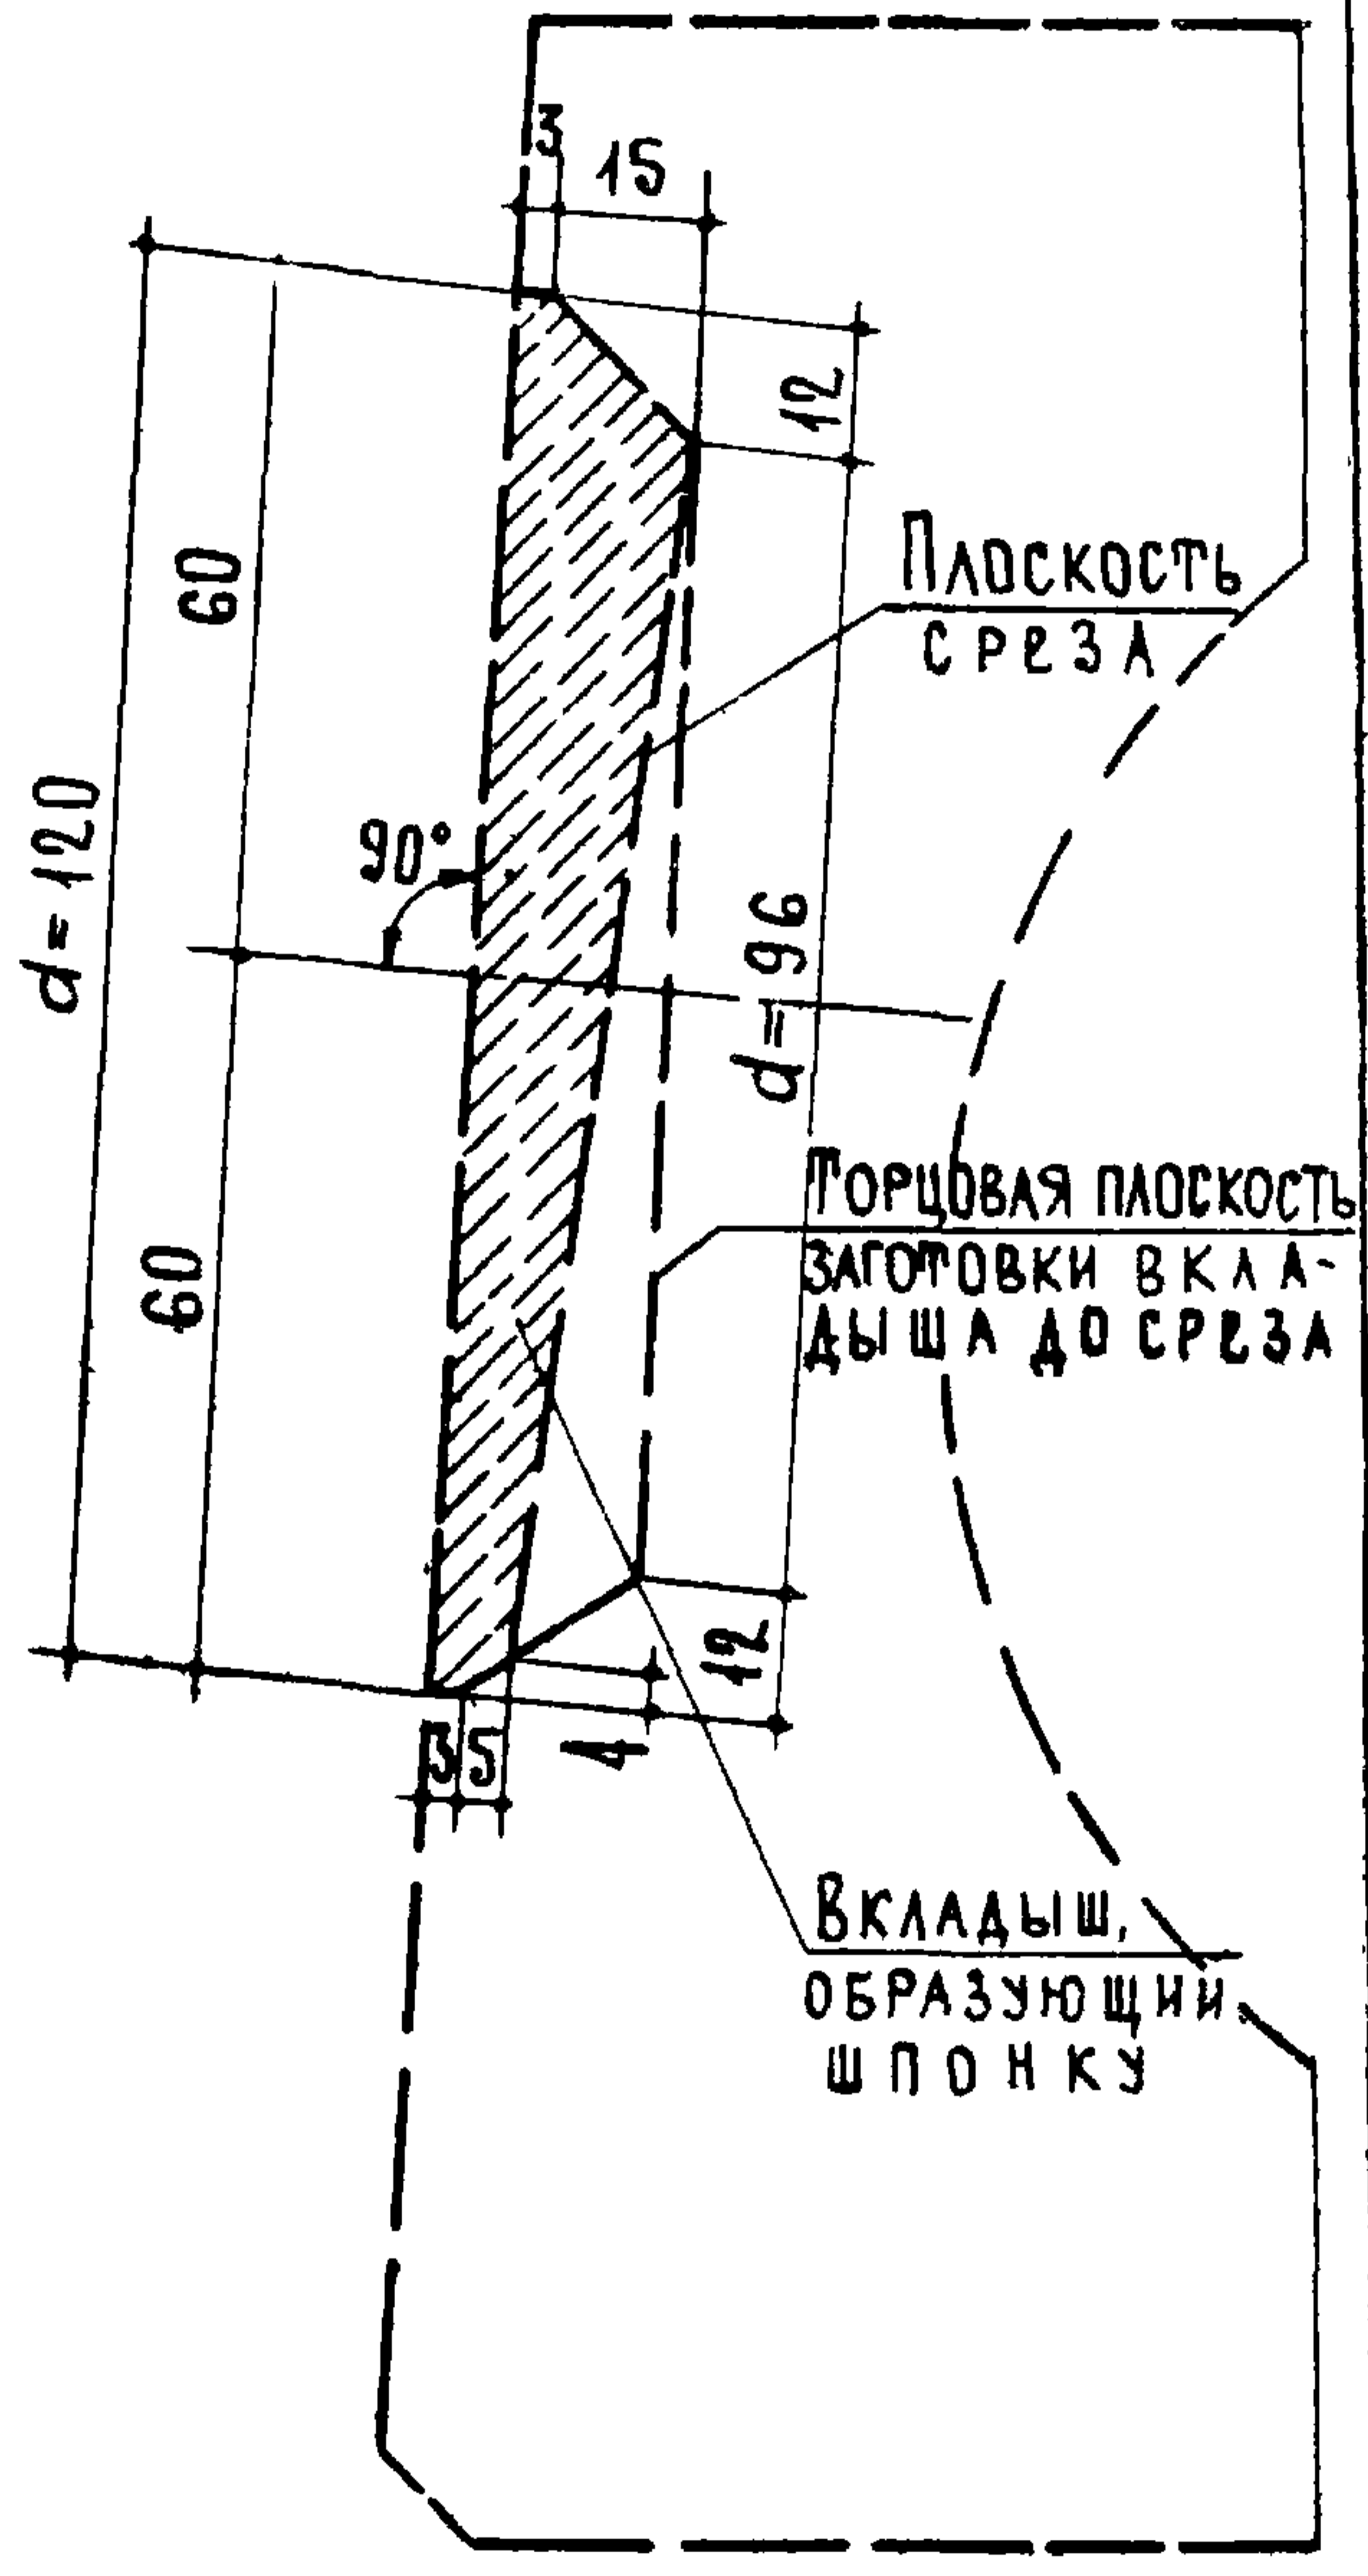 3
15
12
60
ПЛОСКОСТЬ
СРЕЗА
d=120
90°
d=96
ТОРЦОВАЯ ПЛОСКОСТЬ
ЗАГОТОВКИ ВКЛА-
ДЫША ДО СРЕЗА
60
12
3
5
4
ВКЛАДЫШ,
ОБРАЗУЮЩИЙ
ШПОНКУ